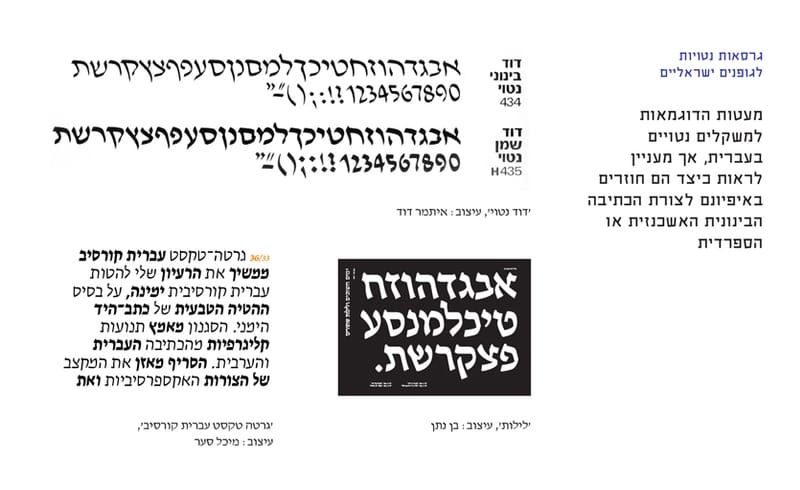 גרסאות נטויות
לגופנים ישראליים
מעטות הדוגמאות
למשקלים נטויים
בעברית, אך מעניין
לראות כיצד הם חוזרים
באיפיונם לצורת הכתיבה
הבינונית האשכנזית או
הספרדית
דוד
בינוני
נטוי
434
אבגדהוזחטיכךלמםנןסעפףצץקרשת
1234567890 !?:;()–״"
דוד
שמן
נטוי
H435
אבגדהוזחטיכךלמםנןסעפףצץקרשת
1234567890 !?:;()–״"
'דוד נטוי', עיצוב: איתמר דוד
אבגדהוזח
טיכלמנסע
פצקרשת.
'לילות', עיצוב: בן נתן
36/33 גרטה־טקסט עברית קורסיב
ממשיך את הרעיון שלי להטות
עברית קורסיבית ימינה, על בסיס
ההטיה הטבעית של כתב־היד
הימני. הסגנון מאמץ תנועות
קליגרפיות מהכתיבה העברית
והערבית. הסריף מאזן את המקצב
של הצורות האקספרסיביות ואת
'גרטה טקסט עברית קורסיב',
עיצוב: מיכל סהר